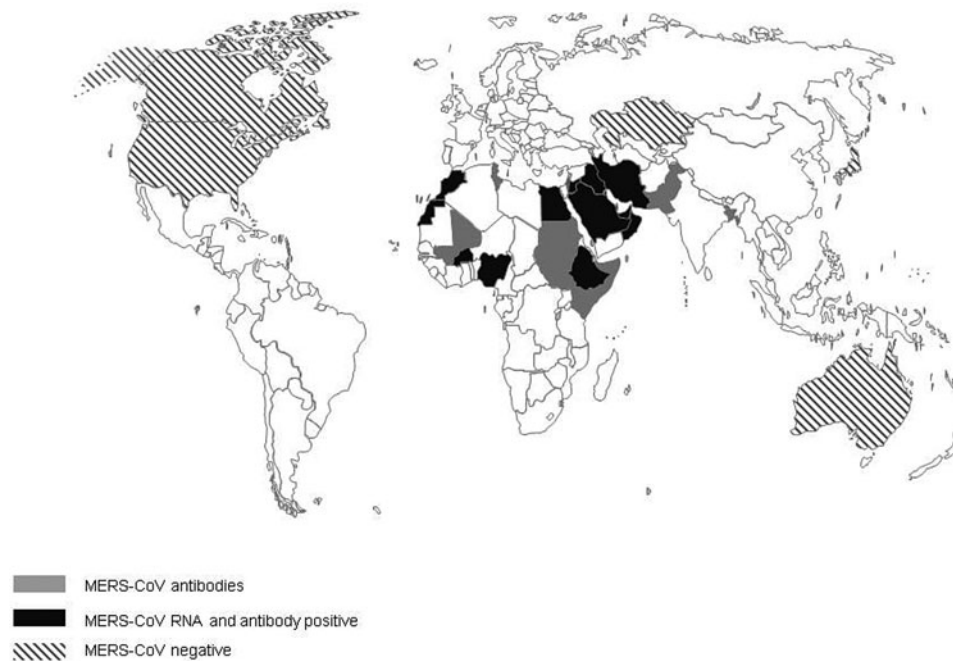 MERS-CoV antibodies
MERS-CoV RNA and antibody positive
MERS-CoV negative